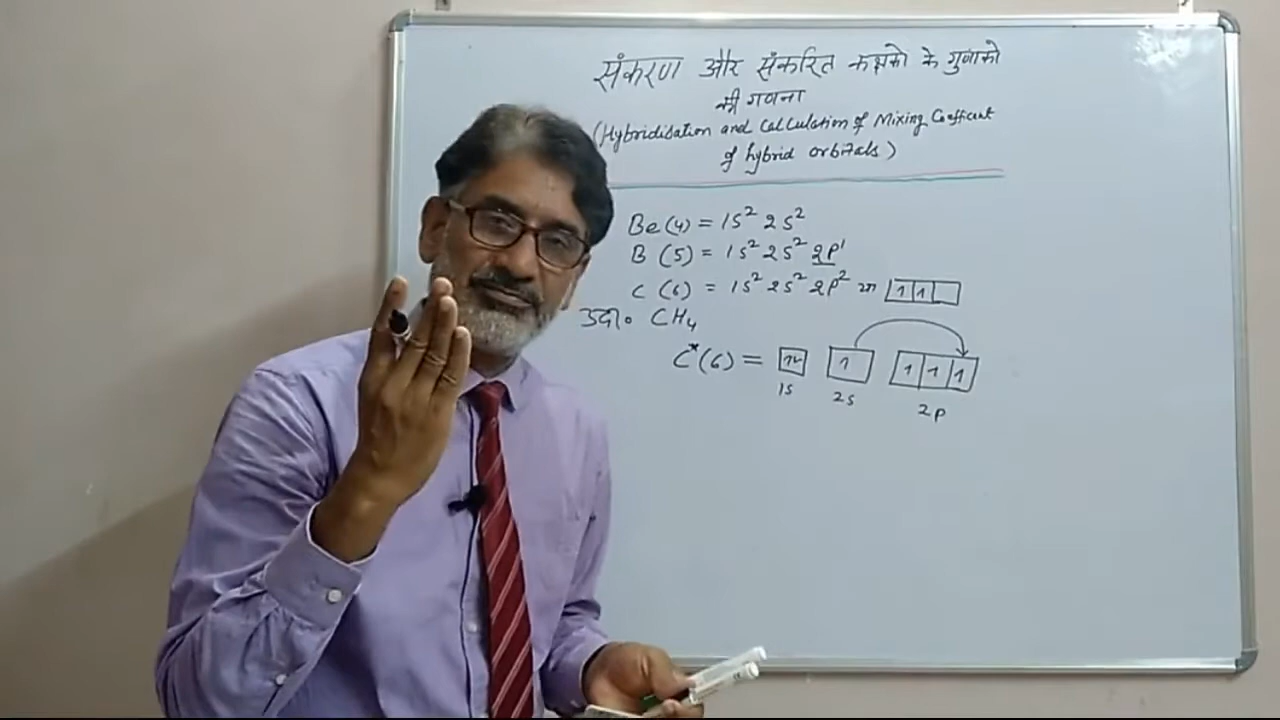 संकरण और संकरित कक्षको के गुणाको
की गणना
(Hybridisation and Calculation of Mixing Coefficent
of hybrid orbitals)
Be(4) = 1s² 2s²
B (5) = 1s² 2s² 2p¹
C (6) = 1s² 2s² 2p² या 1 1
उदा० CH₄
C*(6) = 1↿⇂ 1 1 1 1
1s 2s 2p